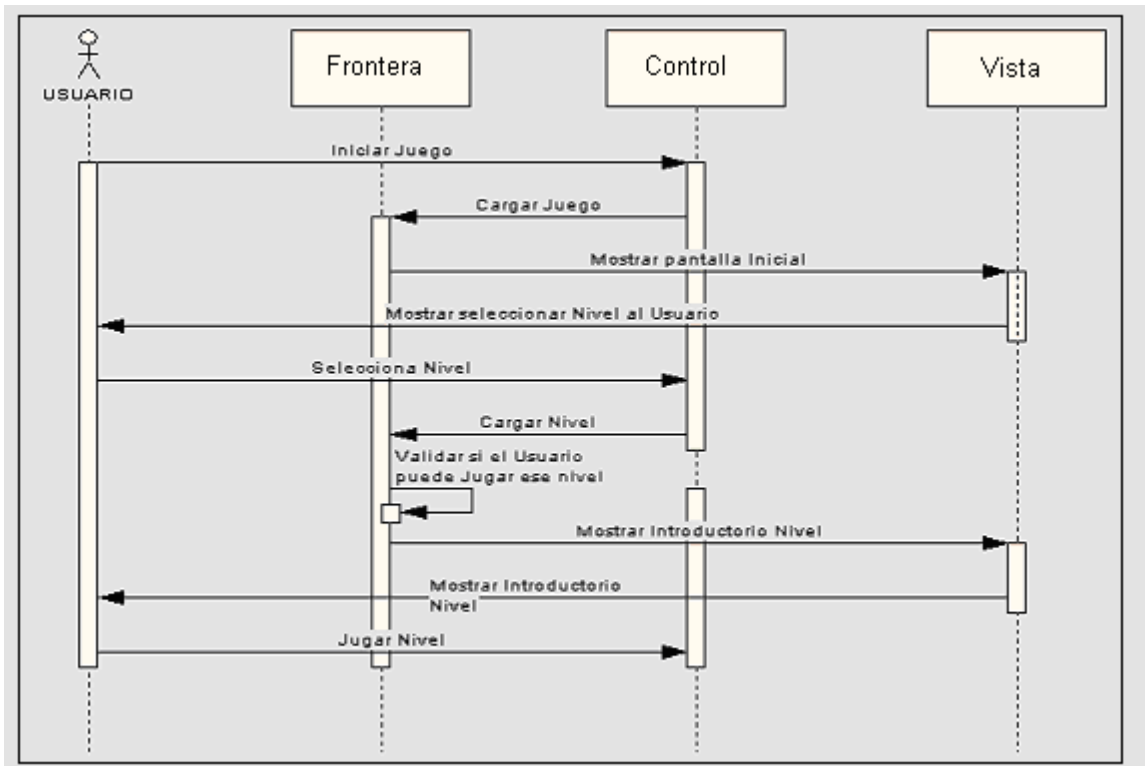 USUARIO
Frontera
Control
Vista
Iniciar Juego
Cargar Juego
Mostrar pantalla Inicial
Mostrar seleccionar Nivel al Usuario
Selecciona Nivel
Cargar Nivel
Validar si el Usuario
puede Jugar ese nivel
Mostrar Introductorio Nivel
Mostrar Introductorio
Nivel
Jugar Nivel